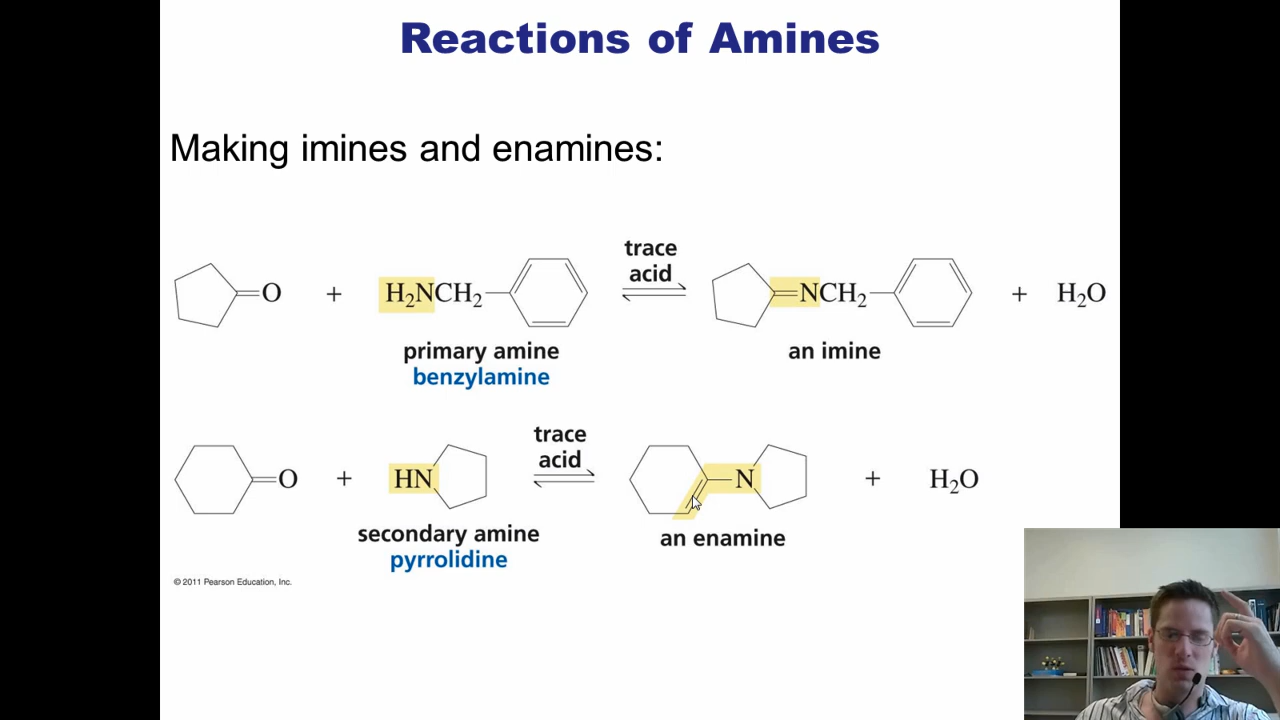 Reactions of Amines
Making imines and enamines:
O + H₂NCH₂ trace acid NCH₂ + H₂O
primary amine
benzylamine
an imine
O + HN trace acid N + H₂O
secondary amine
pyrrolidine
an enamine
© 2011 Pearson Education, Inc.